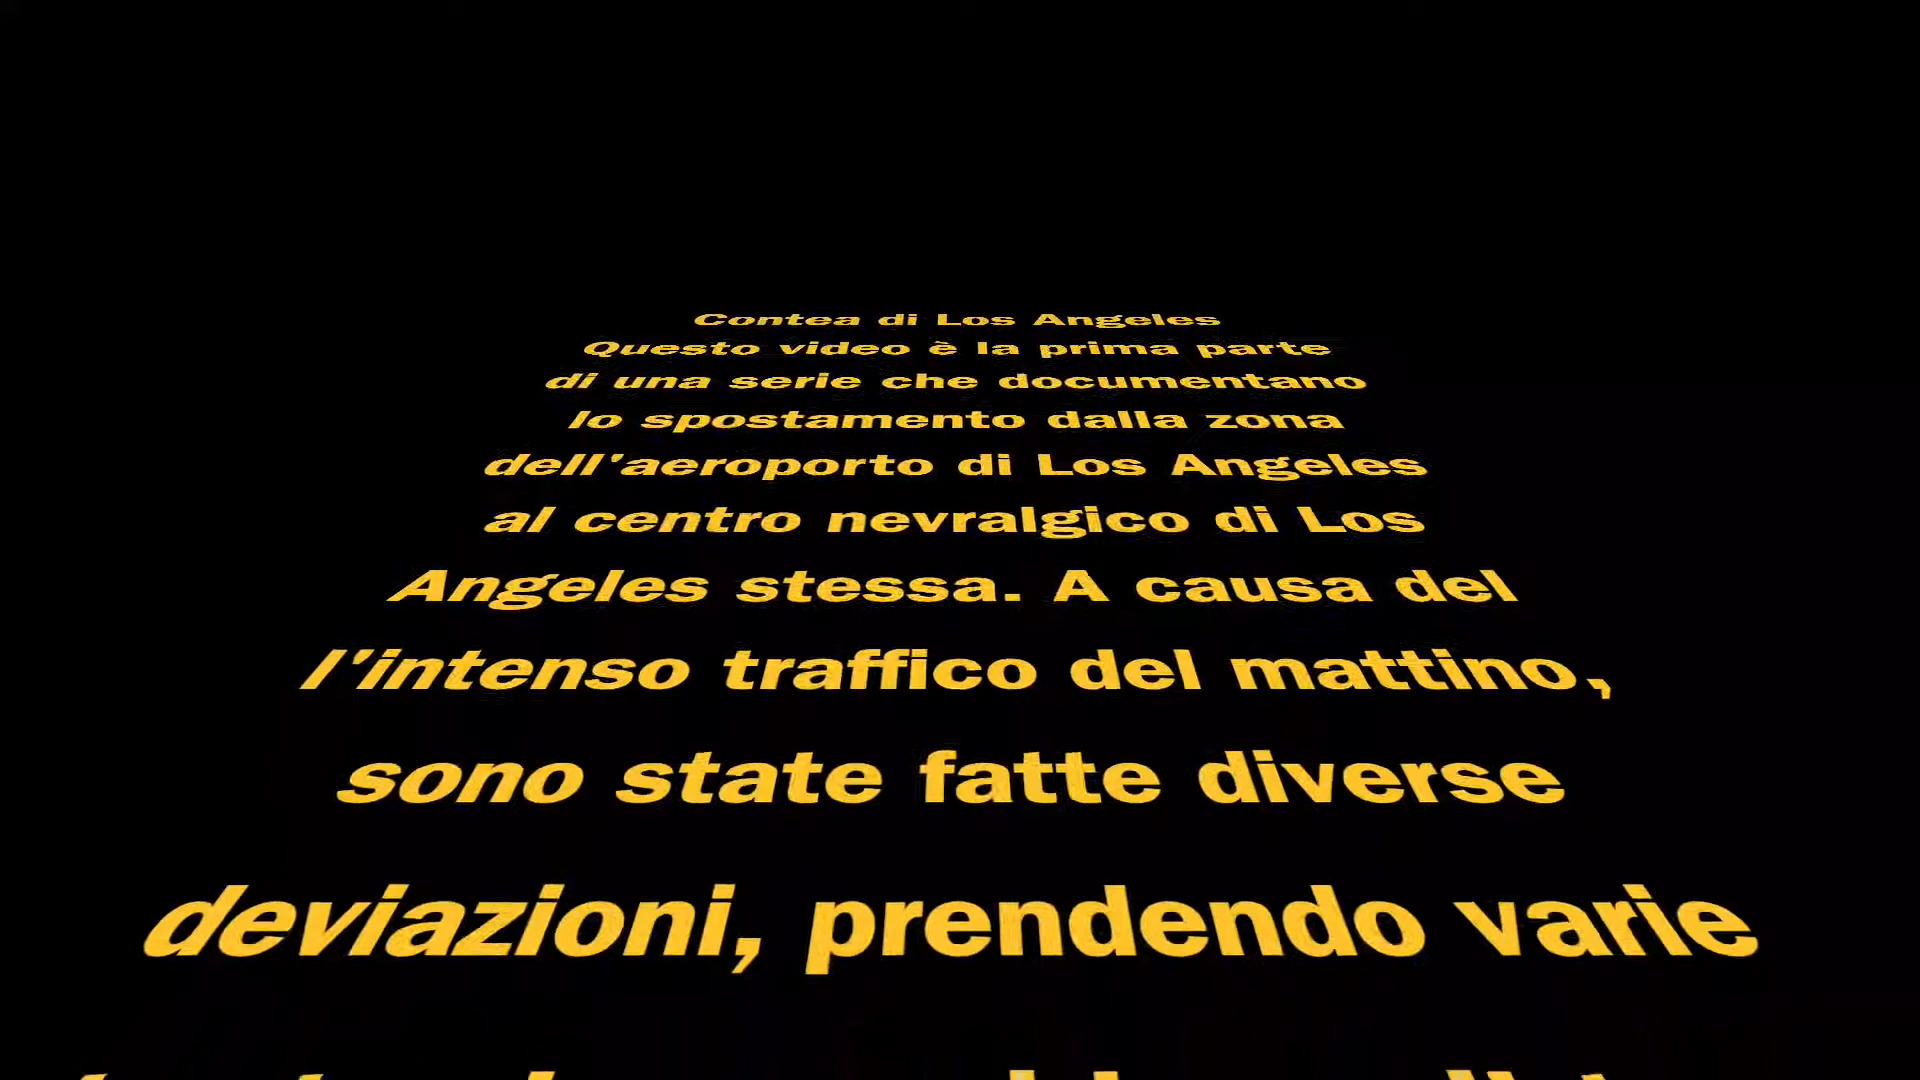 Contea di Los Angeles
Questo video è la prima parte
di una serie che documentano
lo spostamento dalla zona
dell'aeroporto di Los Angeles
al centro nevralgico di Los
Angeles stessa. A causa del
l'intenso traffico del mattino,
sono state fatte diverse
deviazioni, prendendo varie